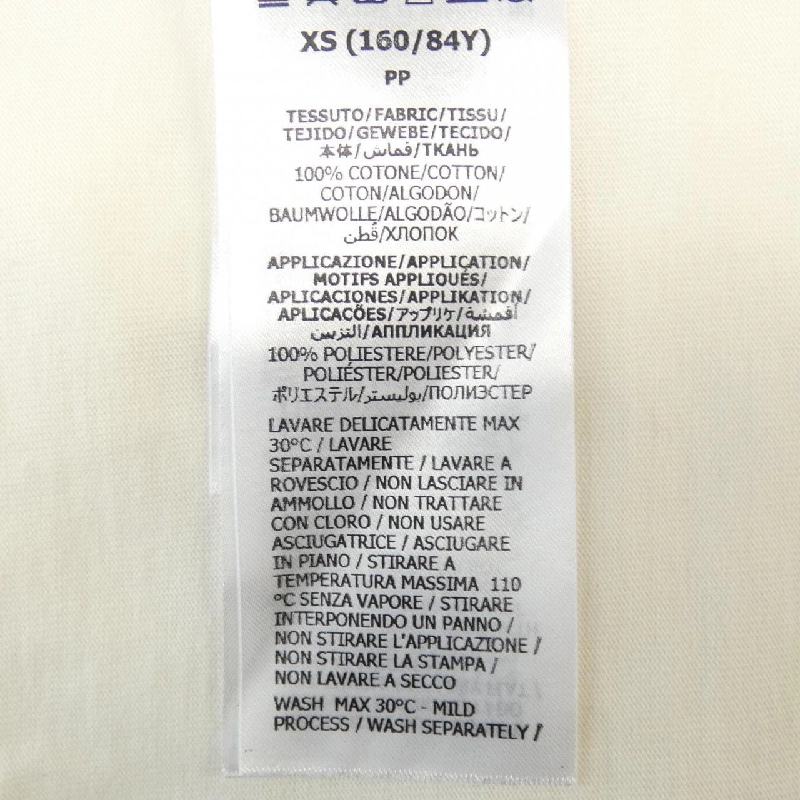 XS (160/84Y)
PP
TESSUTO/FABRIC/TISSU/
TEJIDO/GEWEBE/TECIDO/
本体/قماش/ТКАНЬ
100% COTONE/COTTON/
COTON/ALGODON/
BAUMWOLLE/ALGODÃO/コットン/
قُطن/ХЛОПОК
APPLICAZIONE/APPLICATION/
MOTIFS APPLIQUÉS/
APLICACIONES/APPLIKATION/
APLICACÕES/アップリケ/أقمشة
التزيين/АППЛИКАЦИЯ
100% POLIESTERE/POLYESTER/
POLIÉSTER/POLIESTER/
ポリエステル/بوليستر/ПОЛИЭСТЕР
LAVARE DELICATAMENTE MAX
30°C / LAVARE
SEPARATAMENTE / LAVARE A
ROVESCIO / NON LASCIARE IN
AMMOLLO / NON TRATTARE
CON CLORO / NON USARE
ASCIUGATRICE / ASCIUGARE
IN PIANO / STIRARE A
TEMPERATURA MASSIMA 110
°C SENZA VAPORE / STIRARE
INTERPONENDO UN PANNO /
NON STIRARE L'APPLICAZIONE /
NON STIRARE LA STAMPA /
NON LAVARE A SECCO
WASH MAX 30°C - MILD
PROCESS / WASH SEPARATELY /